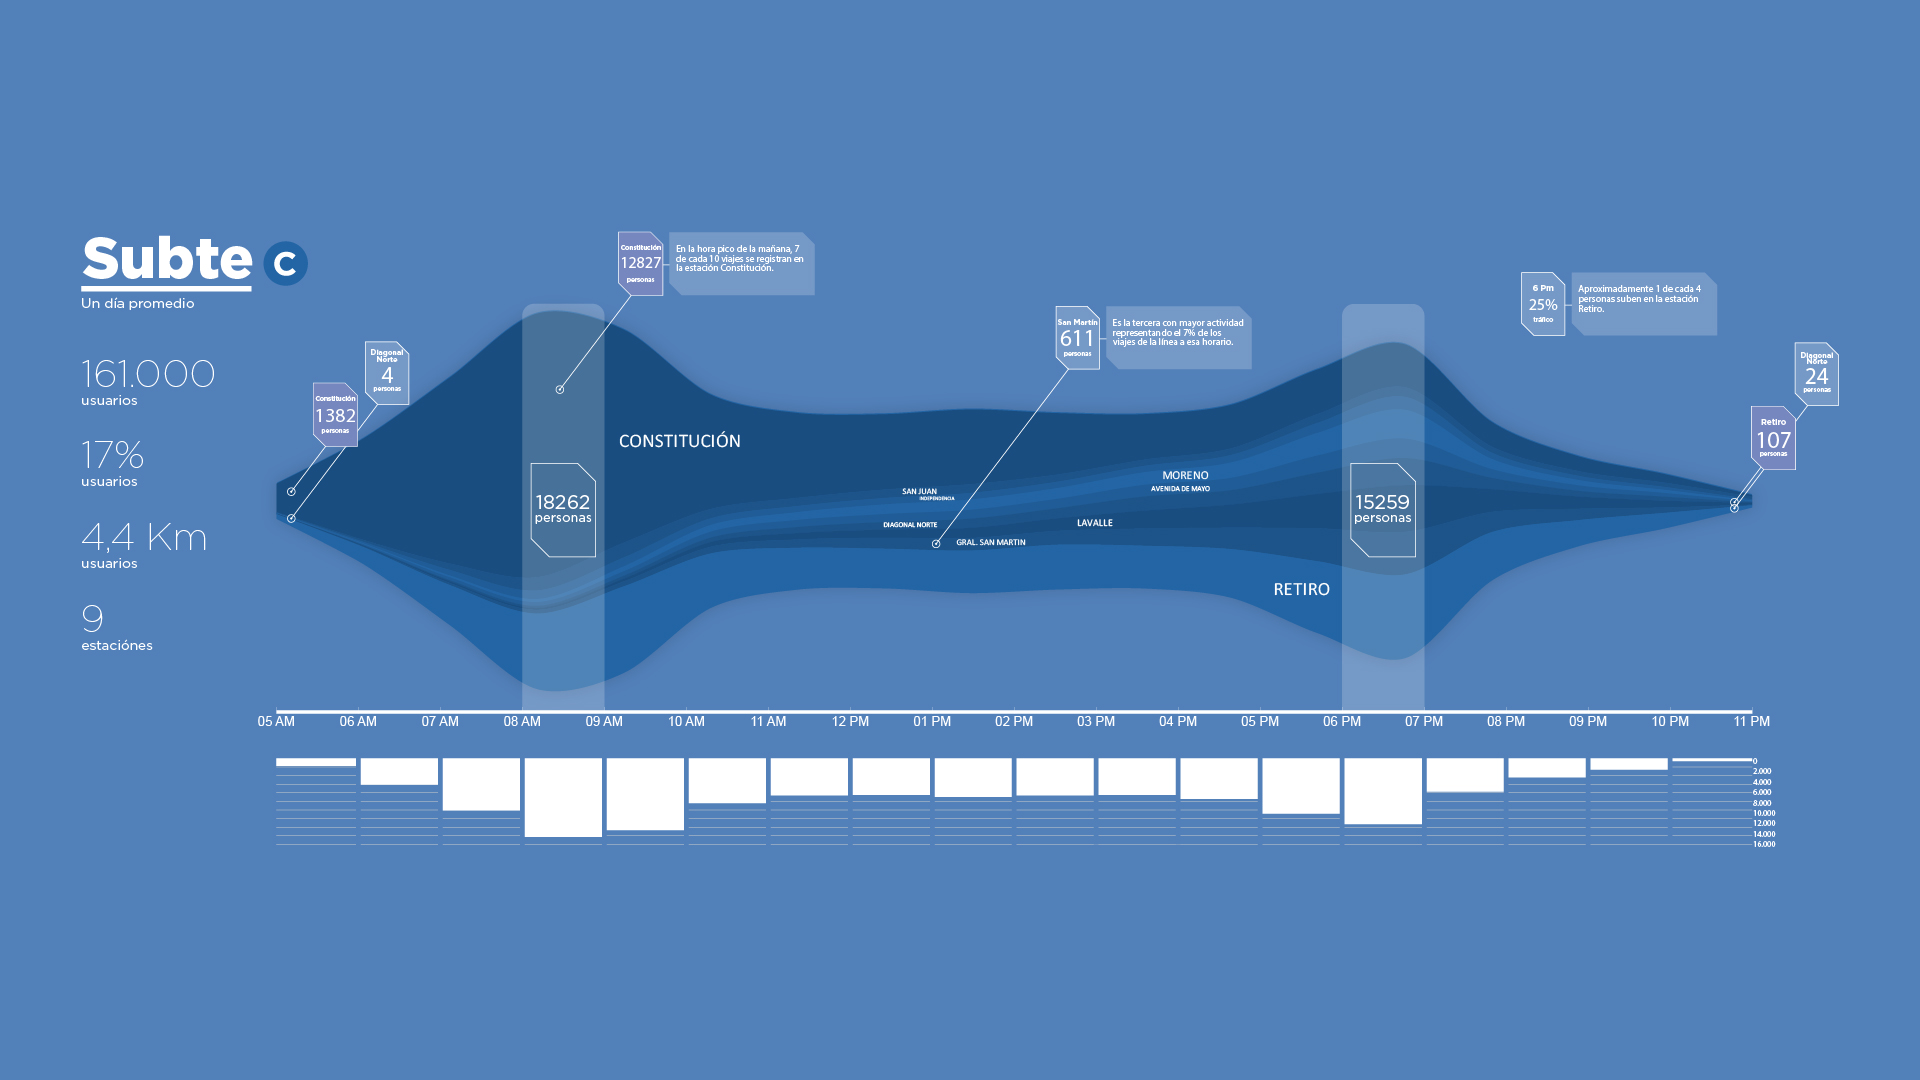 Subte C
Un día promedio
161.000
usuarios
17%
usuarios
4,4 Km
usuarios
9
estaciónes
Constitución
1382
personas
Diagonal
Norte
4
personas
Constitución
12827
personas
En la hora pico de la mañana, 7
de cada 10 viajes se registran en
la estación Constitución.
18262
personas
CONSTITUCIÓN
SAN JUAN
INDEPENDENCIA
DIAGONAL NORTE
GRAL. SAN MARTIN
San Martín
611
personas
Es la tercera con mayor actividad
representando el 7% de los
viajes de la línea a esa horario.
MORENO
AVENIDA DE MAYO
LAVALLE
RETIRO
15259
personas
6 Pm
25%
tráfico
Aproximadamente 1 de cada 4
personas suben en la estación
Retiro.
Diagonal
Norte
24
personas
Retiro
107
personas
05 AM 06 AM 07 AM 08 AM 09 AM 10 AM 11 AM 12 PM 01 PM 02 PM 03 PM 04 PM 05 PM 06 PM 07 PM 08 PM 09 PM 10 PM 11 PM
0
2.000
4.000
6.000
8.000
10.000
12.000
14.000
16.000